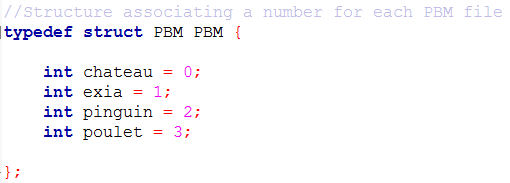 //Structure associating a number for each PBM file
typedef struct PBM PBM {
int chateau = 0;
int exia = 1;
int pinguin = 2;
int poulet = 3;
};